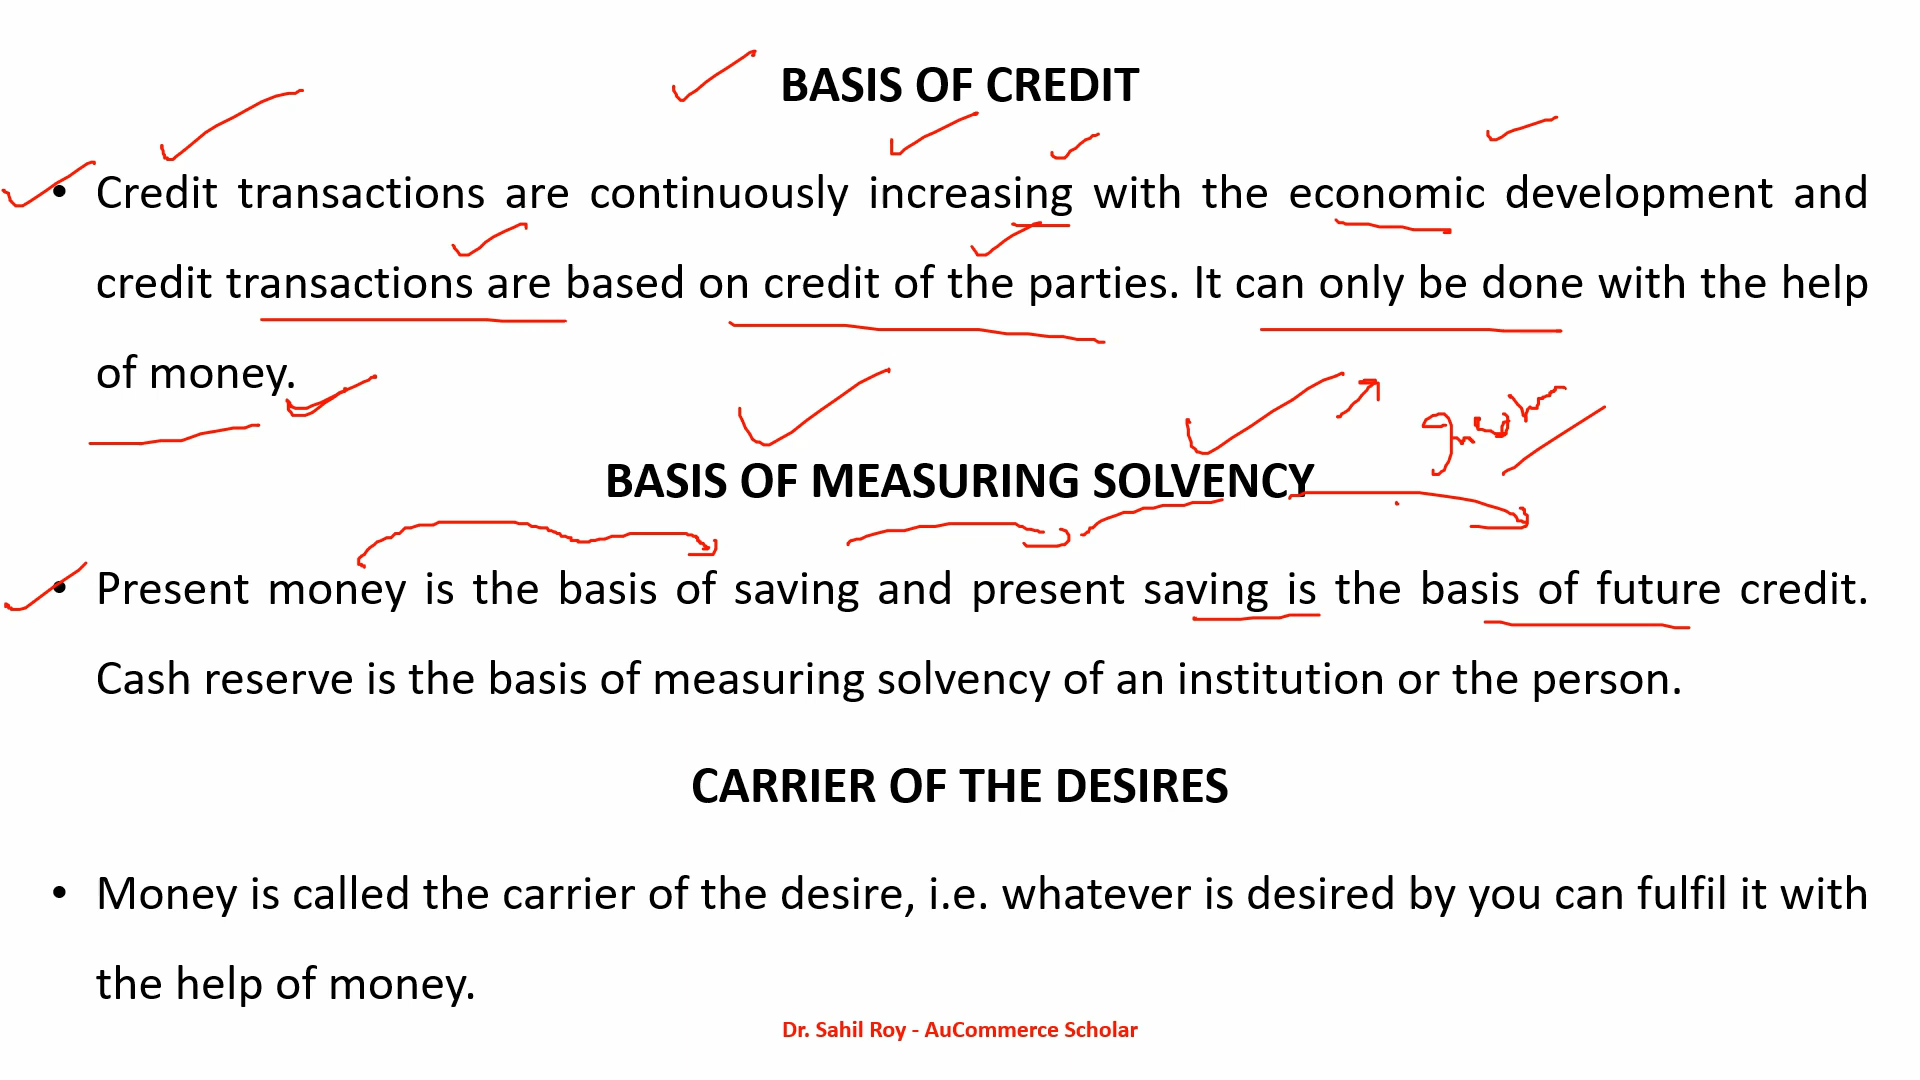 BASIS OF CREDIT
• Credit transactions are continuously increasing with the economic development and
credit transactions are based on credit of the parties. It can only be done with the help
of money.
BASIS OF MEASURING SOLVENCY
• Present money is the basis of saving and present saving is the basis of future credit.
Cash reserve is the basis of measuring solvency of an institution or the person.
CARRIER OF THE DESIRES
• Money is called the carrier of the desire, i.e. whatever is desired by you can fulfil it with
the help of money.
Dr. Sahil Roy - AuCommerce Scholar